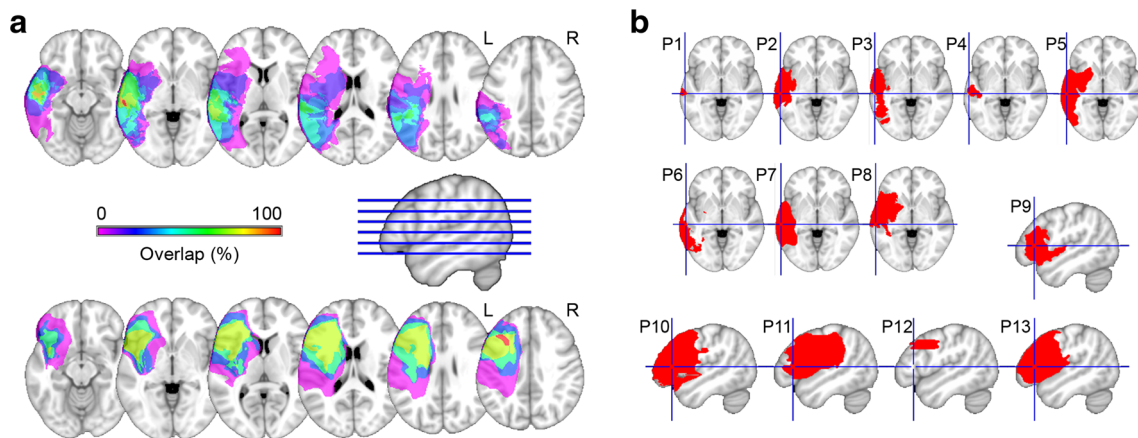 a
L R
0 100
Overlap (%)
L R
b
P1 P2 P3 P4 P5
P6 P7 P8
P9
P10 P11 P12 P13